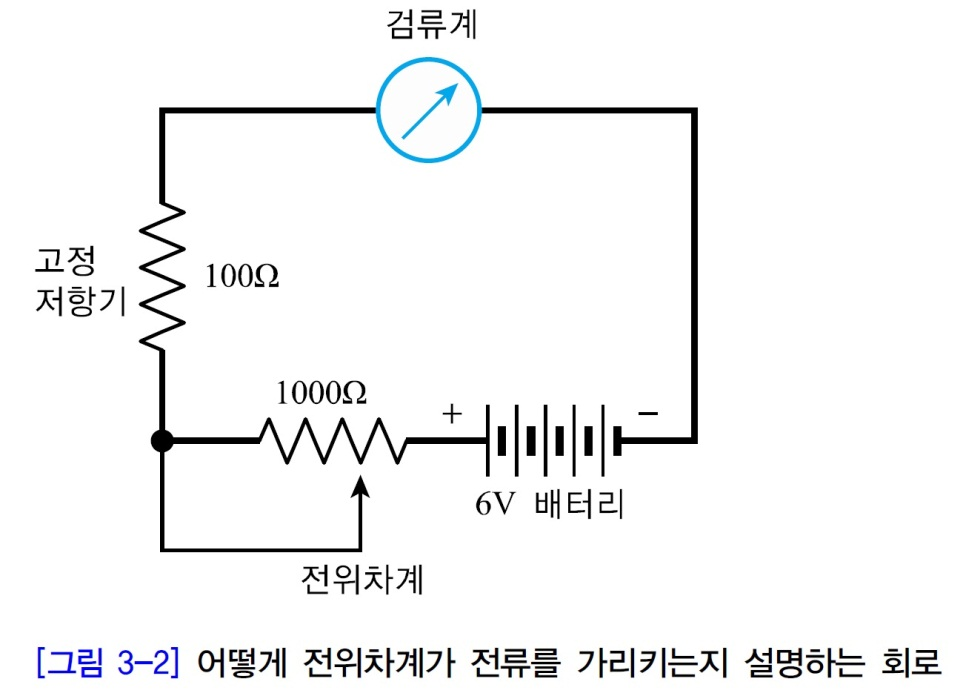 검류계
고정
저항기
100Ω
1000Ω
+
−
6V 배터리
전위차계
[그림 3-2] 어떻게 전위차계가 전류를 가리키는지 설명하는 회로